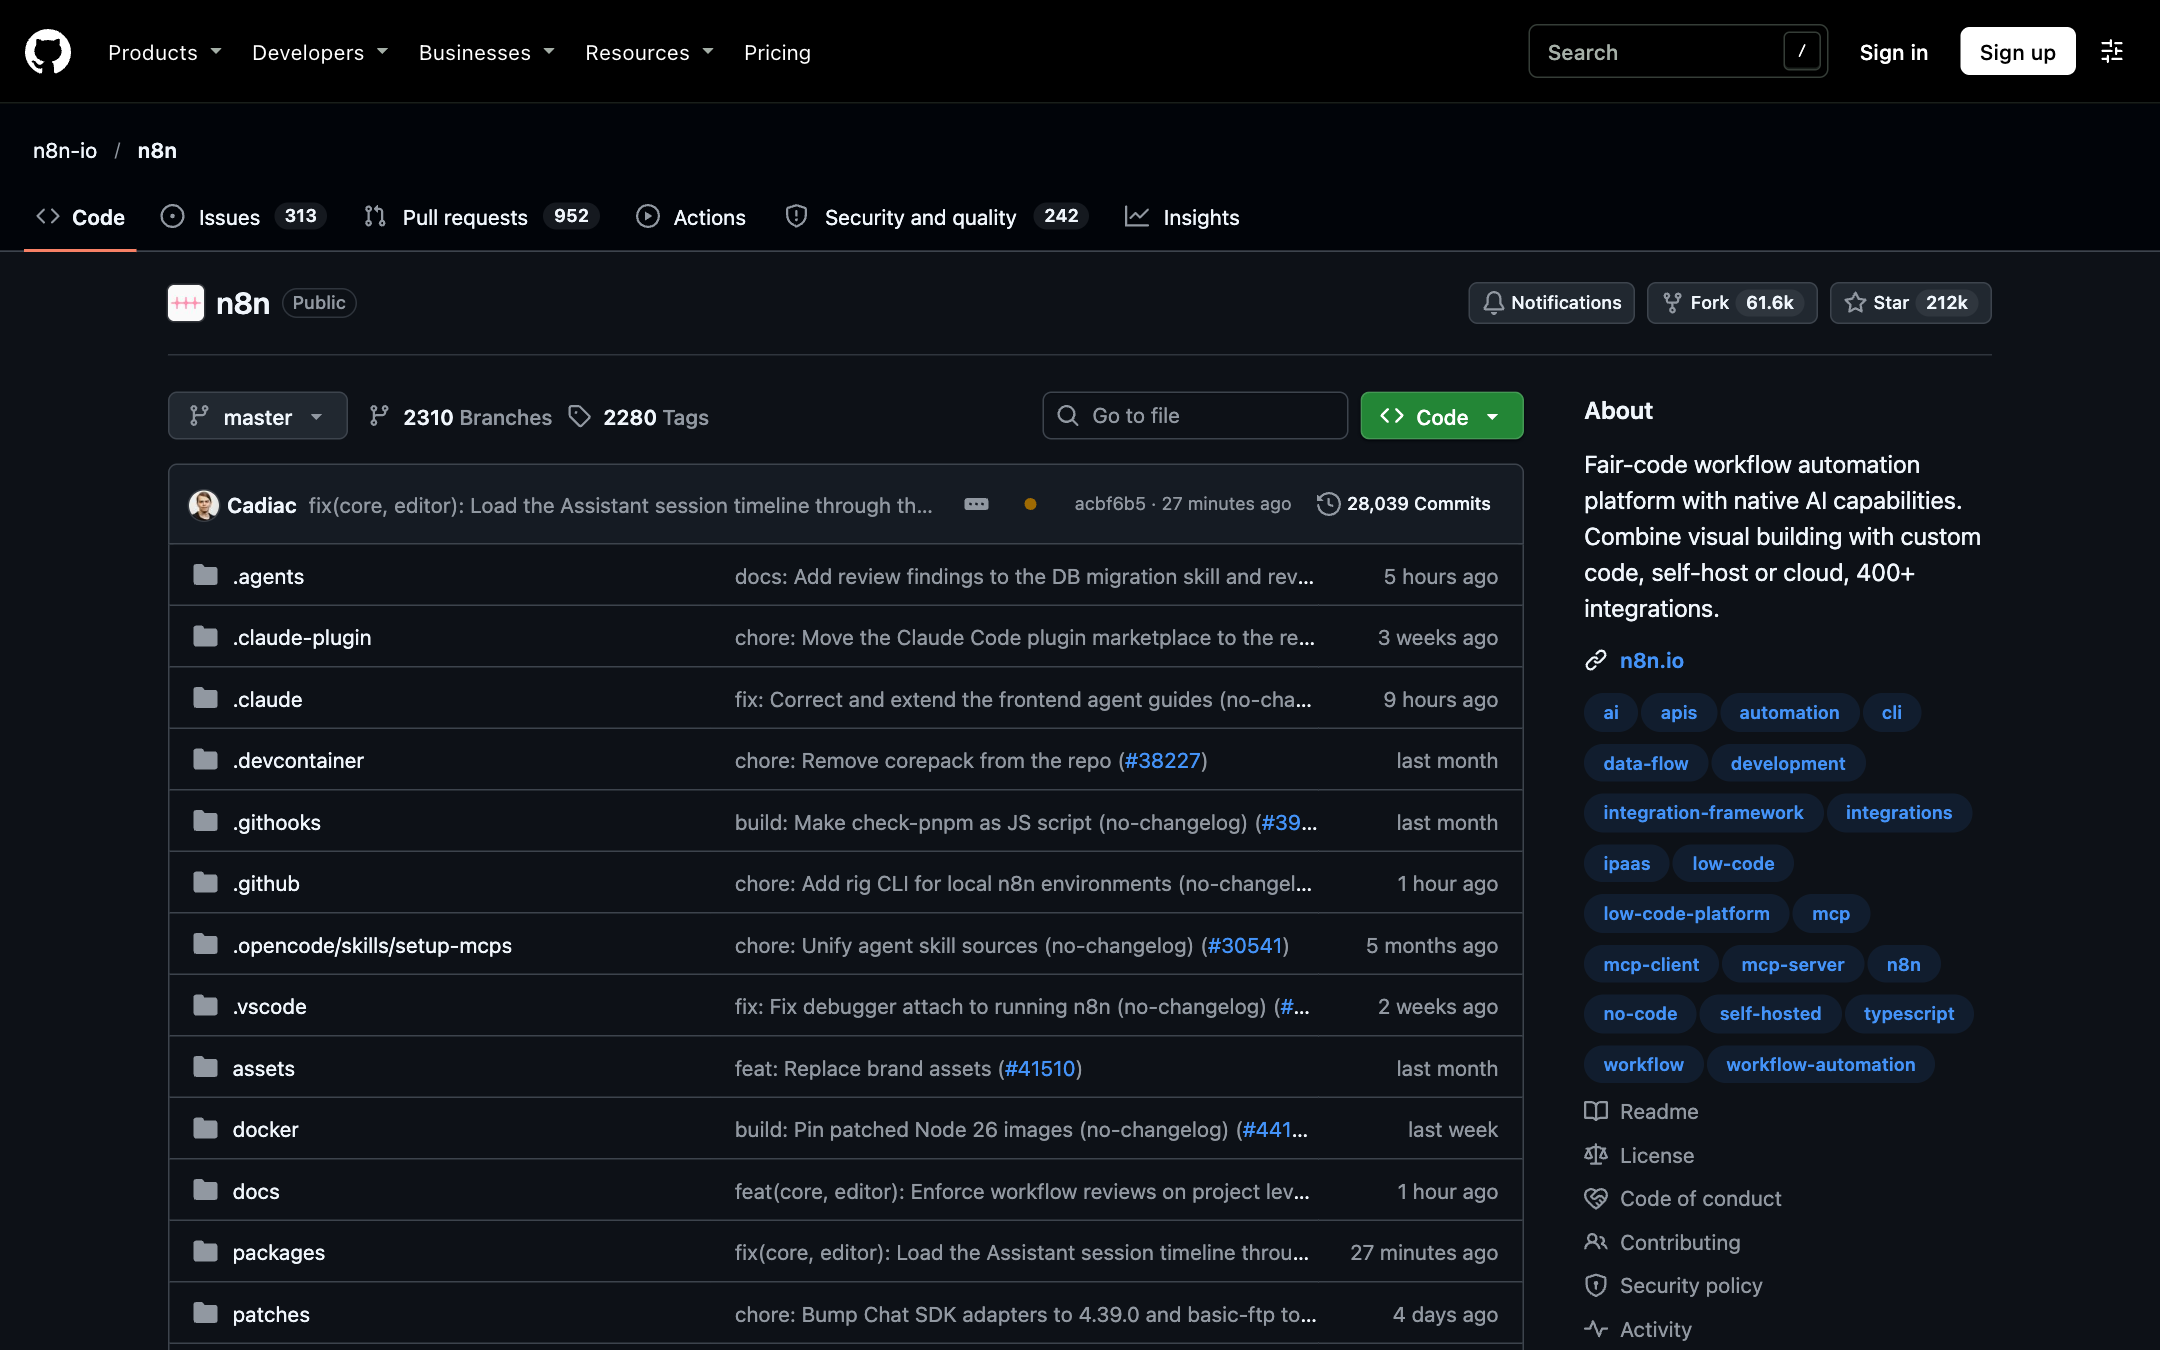 Products Developers Businesses Resources Pricing Search / Sign in Sign up
n8n-io / n8n
Code Issues 313 Pull requests 952 Actions Security and quality 242 Insights
n8n Public Notifications Fork 61.6k Star 212k
master 2310 Branches 2280 Tags Go to file Code
Cadiac fix(core, editor): Load the Assistant session timeline through th... acbf6b5 · 27 minutes ago 28,039 Commits
.agents docs: Add review findings to the DB migration skill and rev... 5 hours ago
.claude-plugin chore: Move the Claude Code plugin marketplace to the re... 3 weeks ago
.claude fix: Correct and extend the frontend agent guides (no-cha... 9 hours ago
.devcontainer chore: Remove corepack from the repo (#38227) last month
.githooks build: Make check-pnpm as JS script (no-changelog) (#39... last month
.github chore: Add rig CLI for local n8n environments (no-changel... 1 hour ago
.opencode/skills/setup-mcps chore: Unify agent skill sources (no-changelog) (#30541) 5 months ago
.vscode fix: Fix debugger attach to running n8n (no-changelog) (#... 2 weeks ago
assets feat: Replace brand assets (#41510) last month
docker build: Pin patched Node 26 images (no-changelog) (#441... last week
docs feat(core, editor): Enforce workflow reviews on project lev... 1 hour ago
packages fix(core, editor): Load the Assistant session timeline throu... 27 minutes ago
patches chore: Bump Chat SDK adapters to 4.39.0 and basic-ftp to... 4 days ago
About
Fair-code workflow automation
platform with native AI capabilities.
Combine visual building with custom
code, self-host or cloud, 400+
integrations.
n8n.io
ai apis automation cli
data-flow development
integration-framework integrations
ipaas low-code
low-code-platform mcp
mcp-client mcp-server n8n
no-code self-hosted typescript
workflow workflow-automation
Readme
License
Code of conduct
Contributing
Security policy
Activity